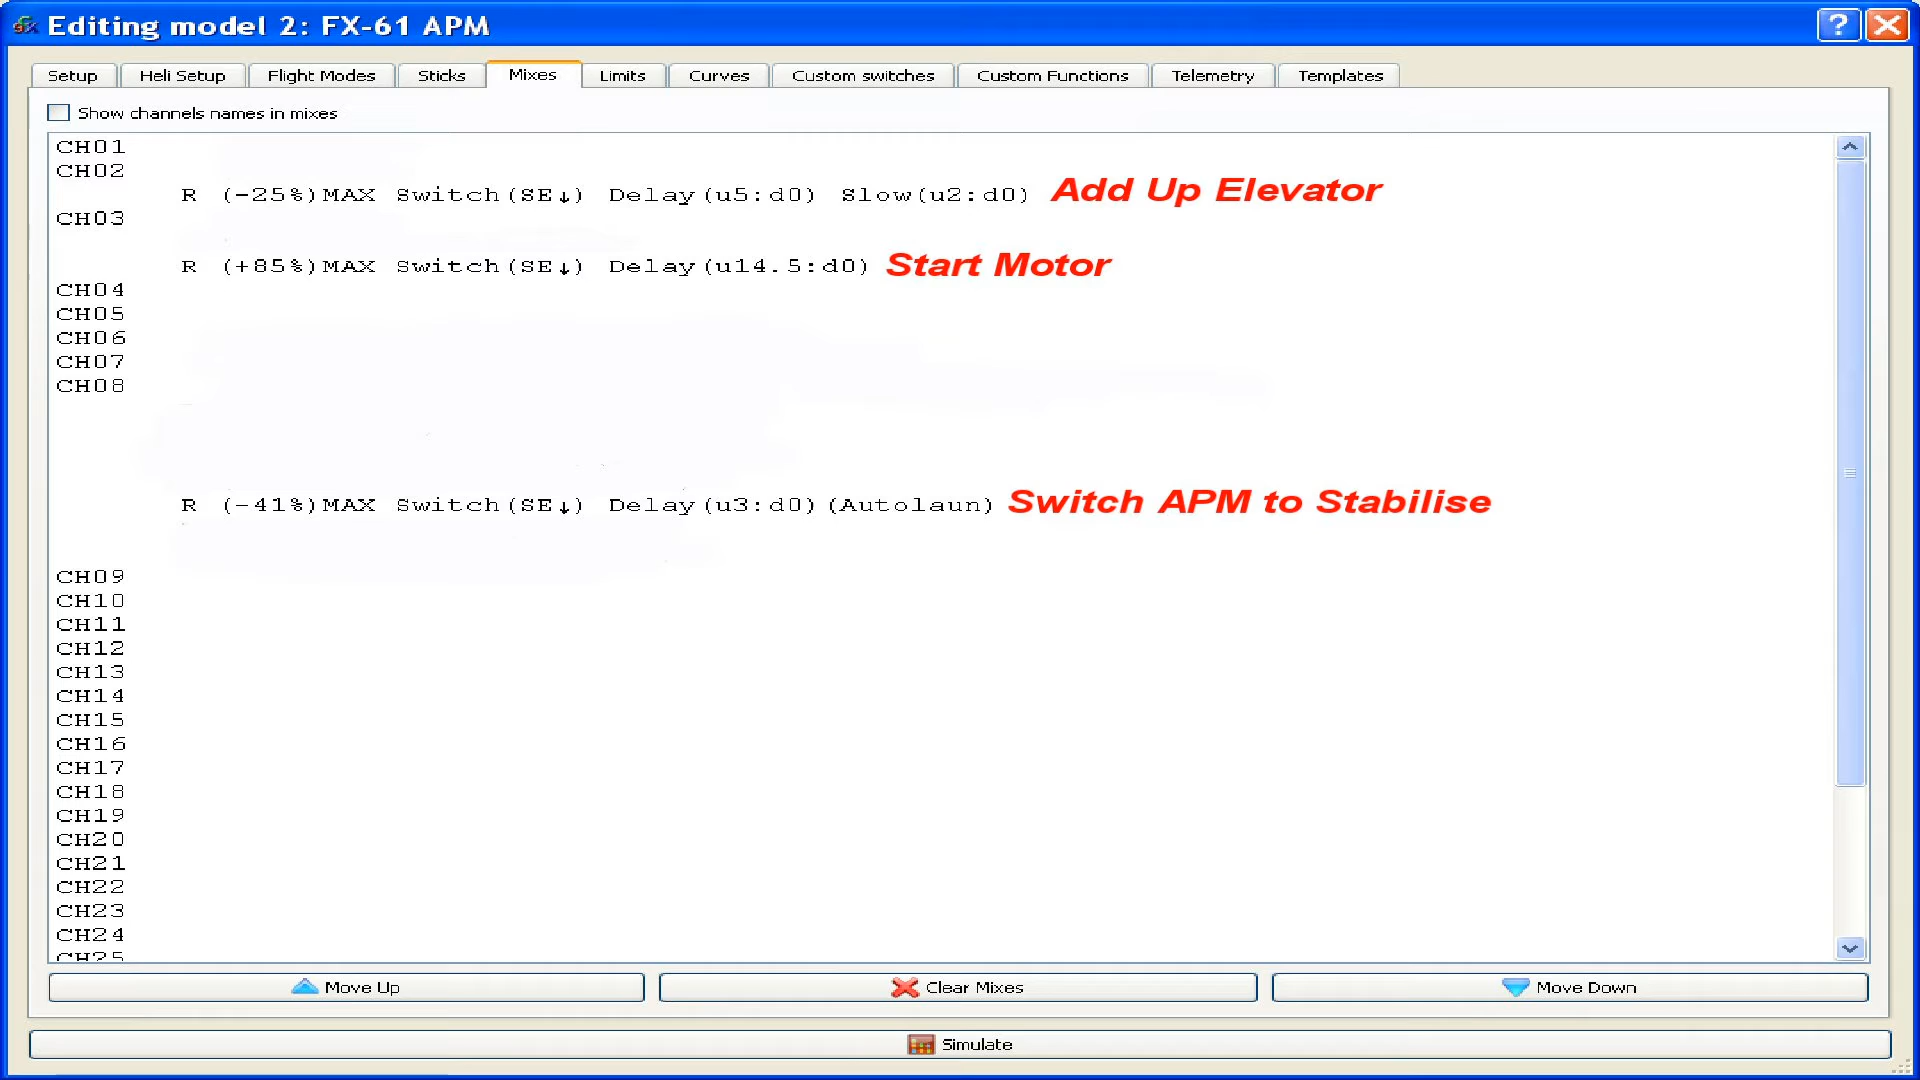 Editing model 2: FX-61 APM
Setup Heli Setup Flight Modes Sticks Mixes Limits Curves Custom switches Custom Functions Telemetry Templates
Show channels names in mixes
CH01
CH02
R (-25%)MAX Switch(SE↓) Delay(u5:d0) Slow(u2:d0) Add Up Elevator
CH03
R (+85%)MAX Switch(SE↓) Delay(u14.5:d0) Start Motor
CH04
CH05
CH06
CH07
CH08
R (-41%)MAX Switch(SE↓) Delay(u3:d0)(Autolaun) Switch APM to Stabilise
CH09
CH10
CH11
CH12
CH13
CH14
CH15
CH16
CH17
CH18
CH19
CH20
CH21
CH22
CH23
CH24
CH25
Move Up Clear Mixes Move Down
Simulate